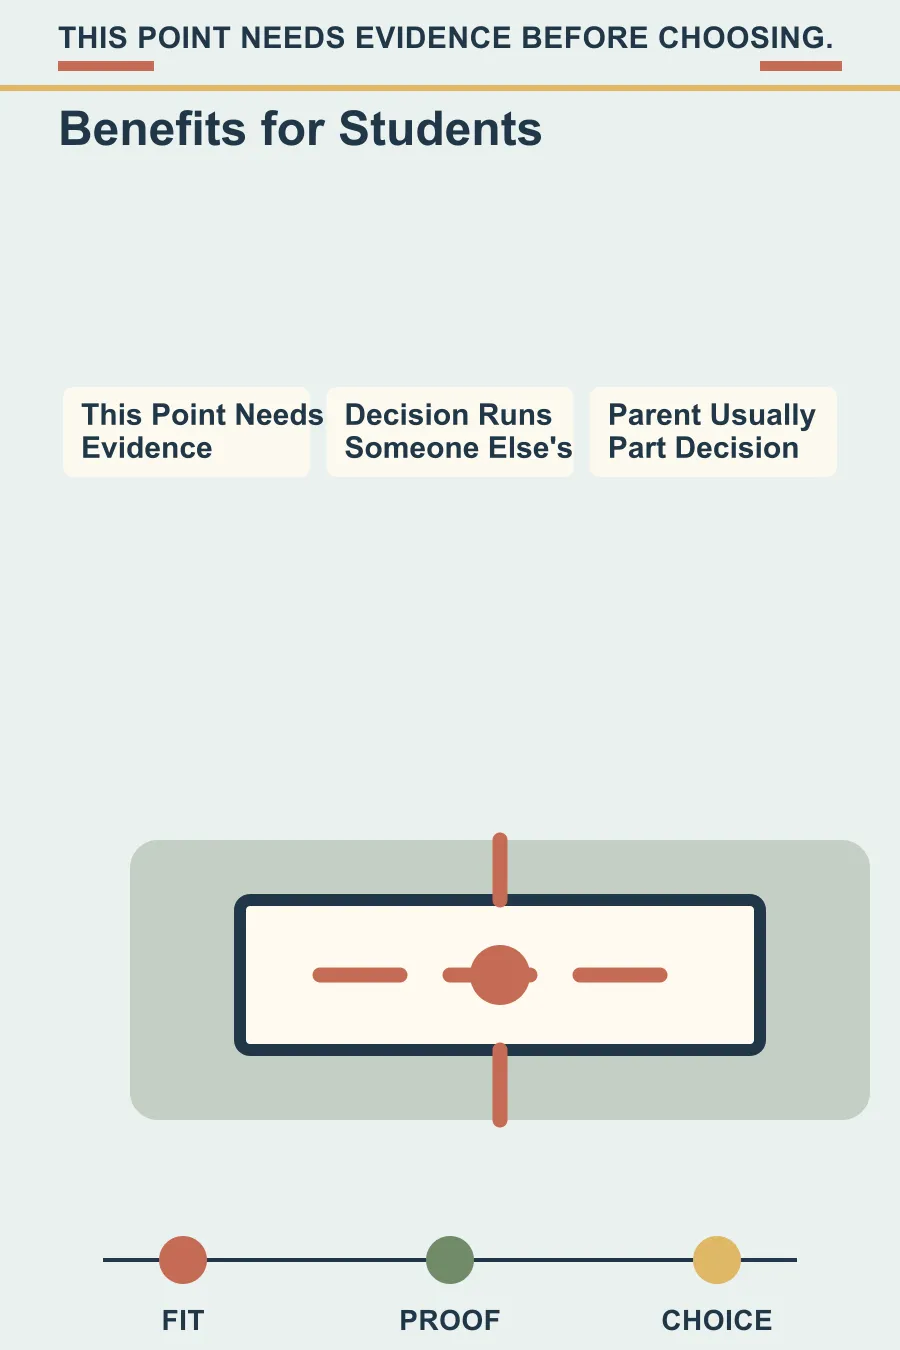 THIS POINT NEEDS EVIDENCE BEFORE CHOOSING.
Benefits for Students
This Point Needs
Evidence
Decision Runs
Someone Else's
Parent Usually
Part Decision
FIT
PROOF
CHOICE